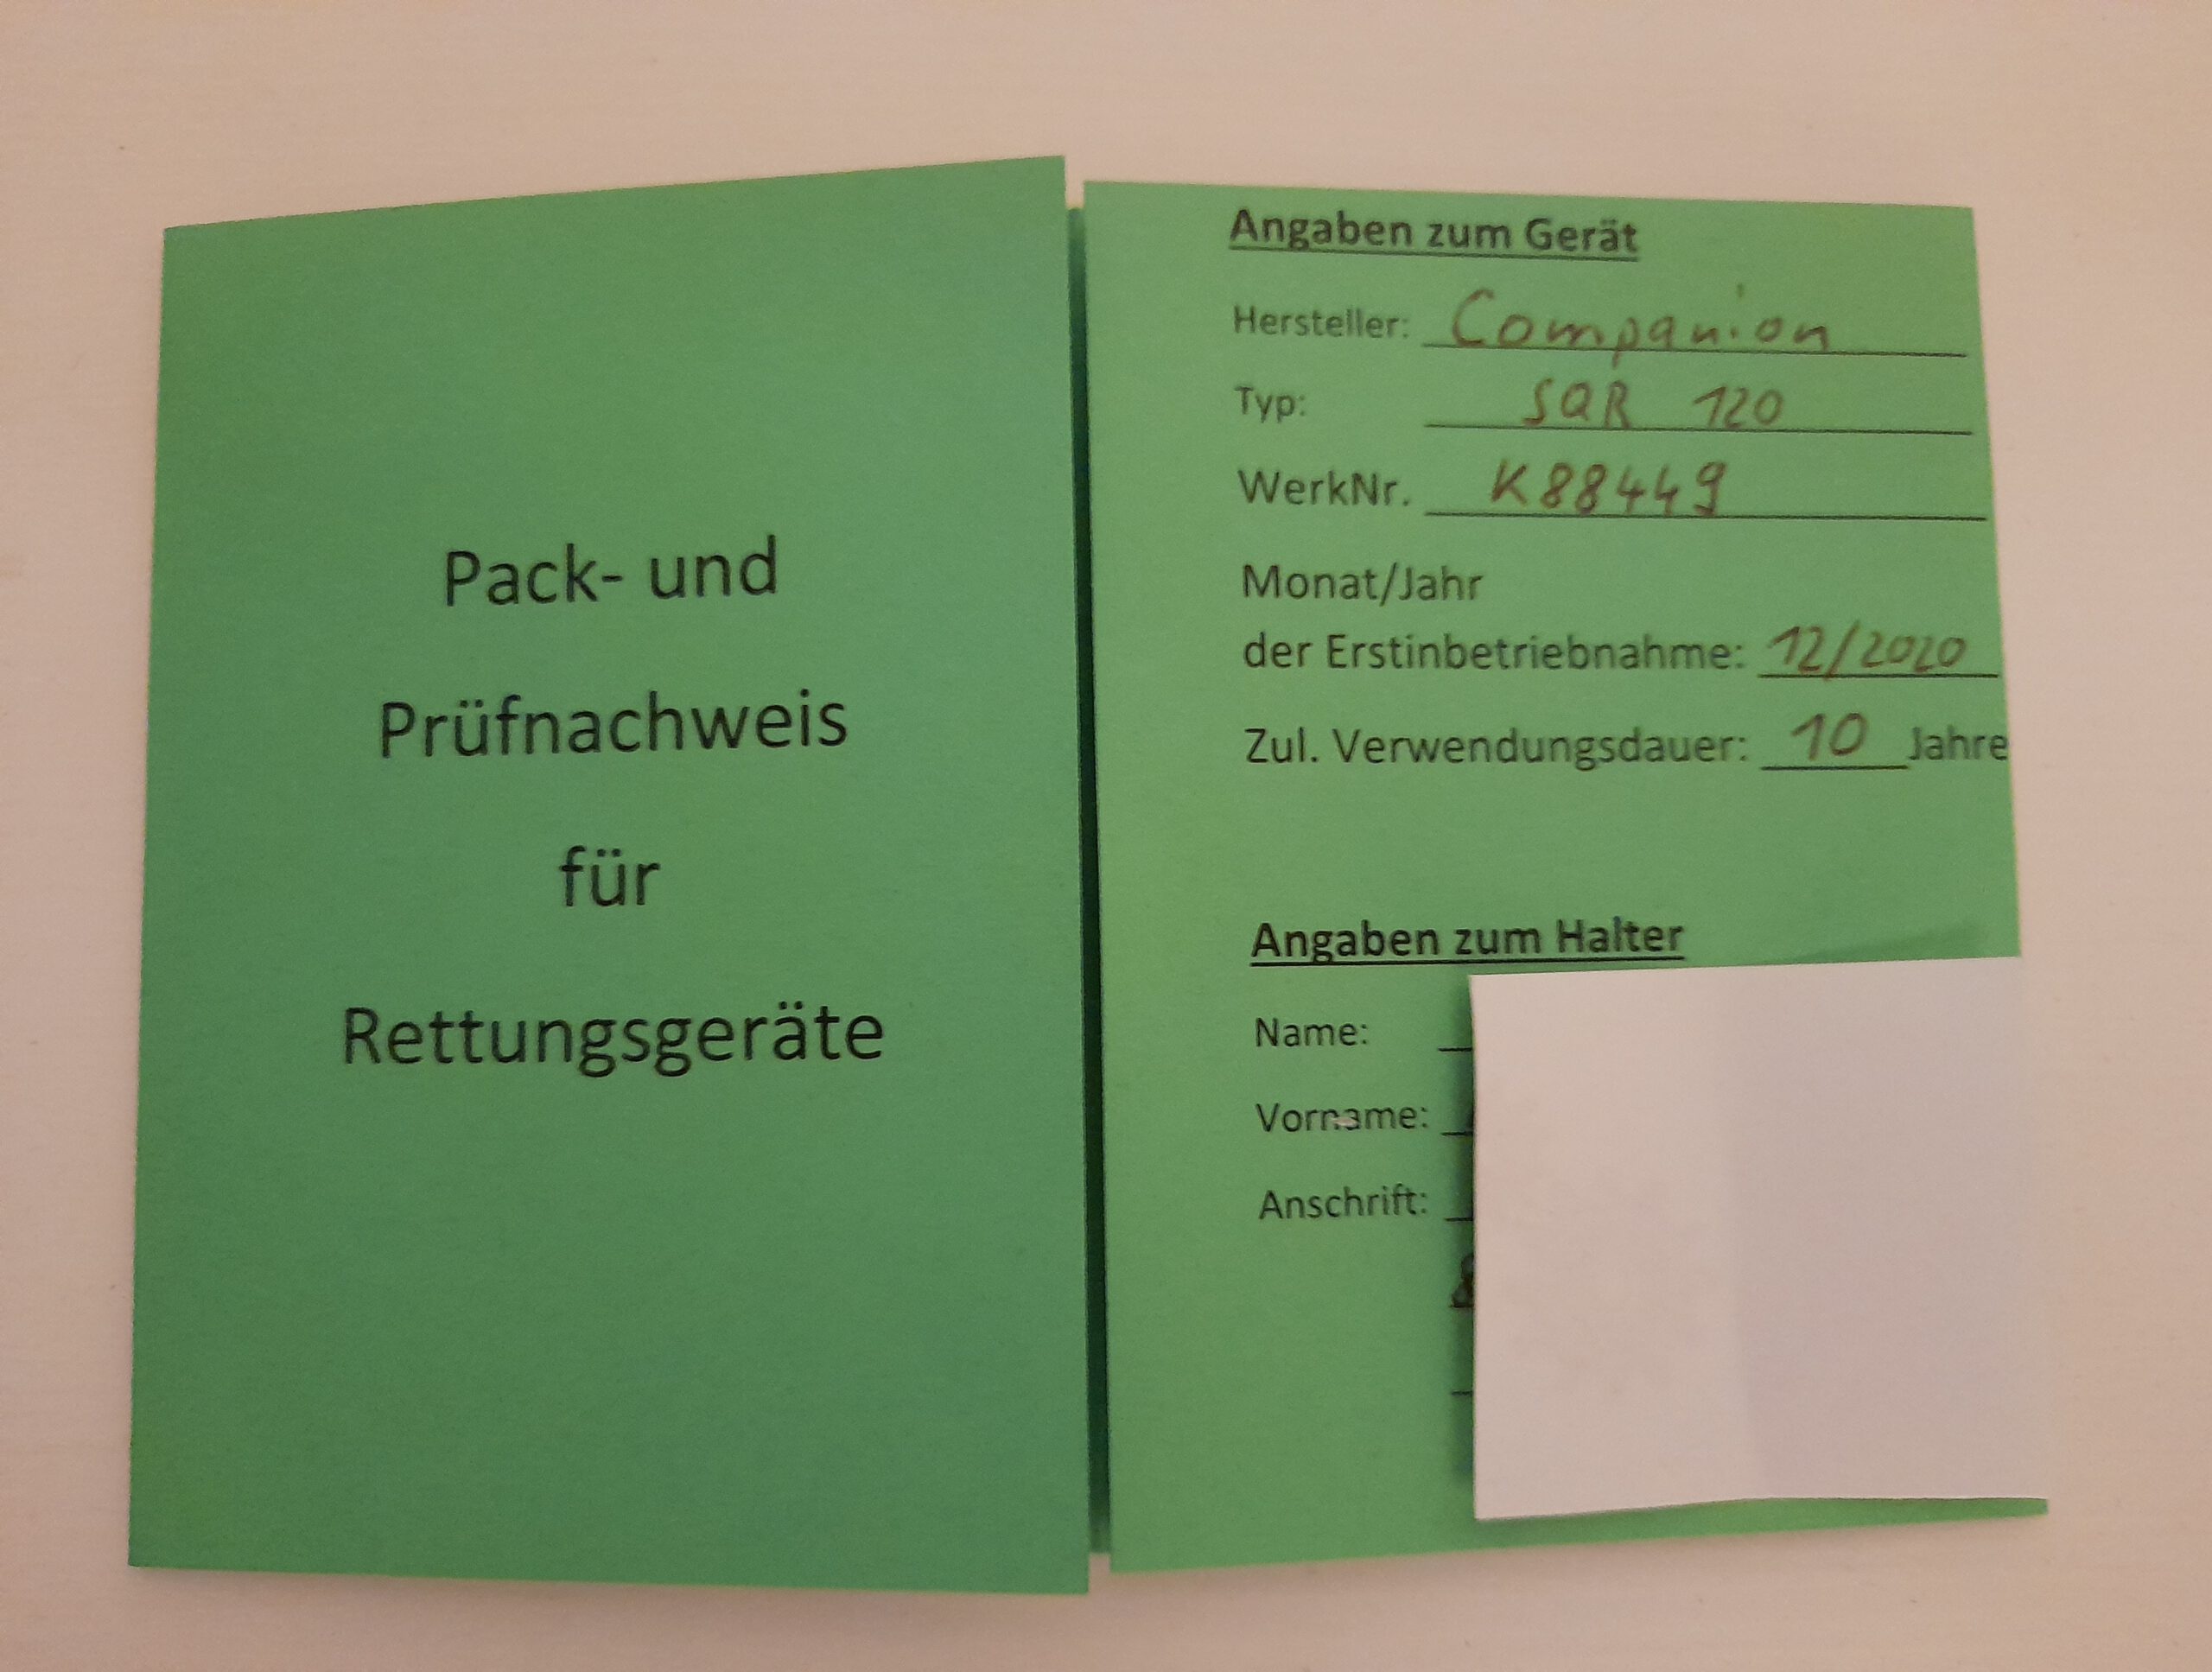 Pack- und
Prüfnachweis
für
Rettungsgeräte
Angaben zum Gerät
Hersteller: Companion
Typ: SQR 120
WerkNr. K88449
Monat/Jahr
der Erstinbetriebnahme: 12/2020
Zul. Verwendungsdauer: 10 Jahre
Angaben zum Halter
Name:
Vorname:
Anschrift: